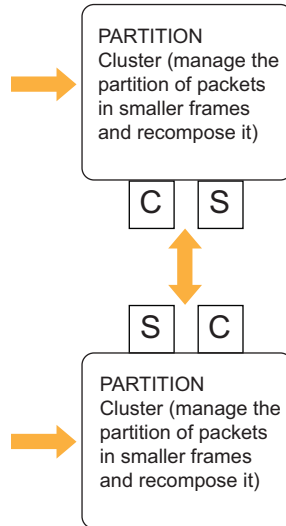 PARTITION
Cluster (manage the
partition of packets
in smaller frames
and recompose it)
C S
S C
PARTITION
Cluster (manage the
partition of packets
in smaller frames
and recompose it)